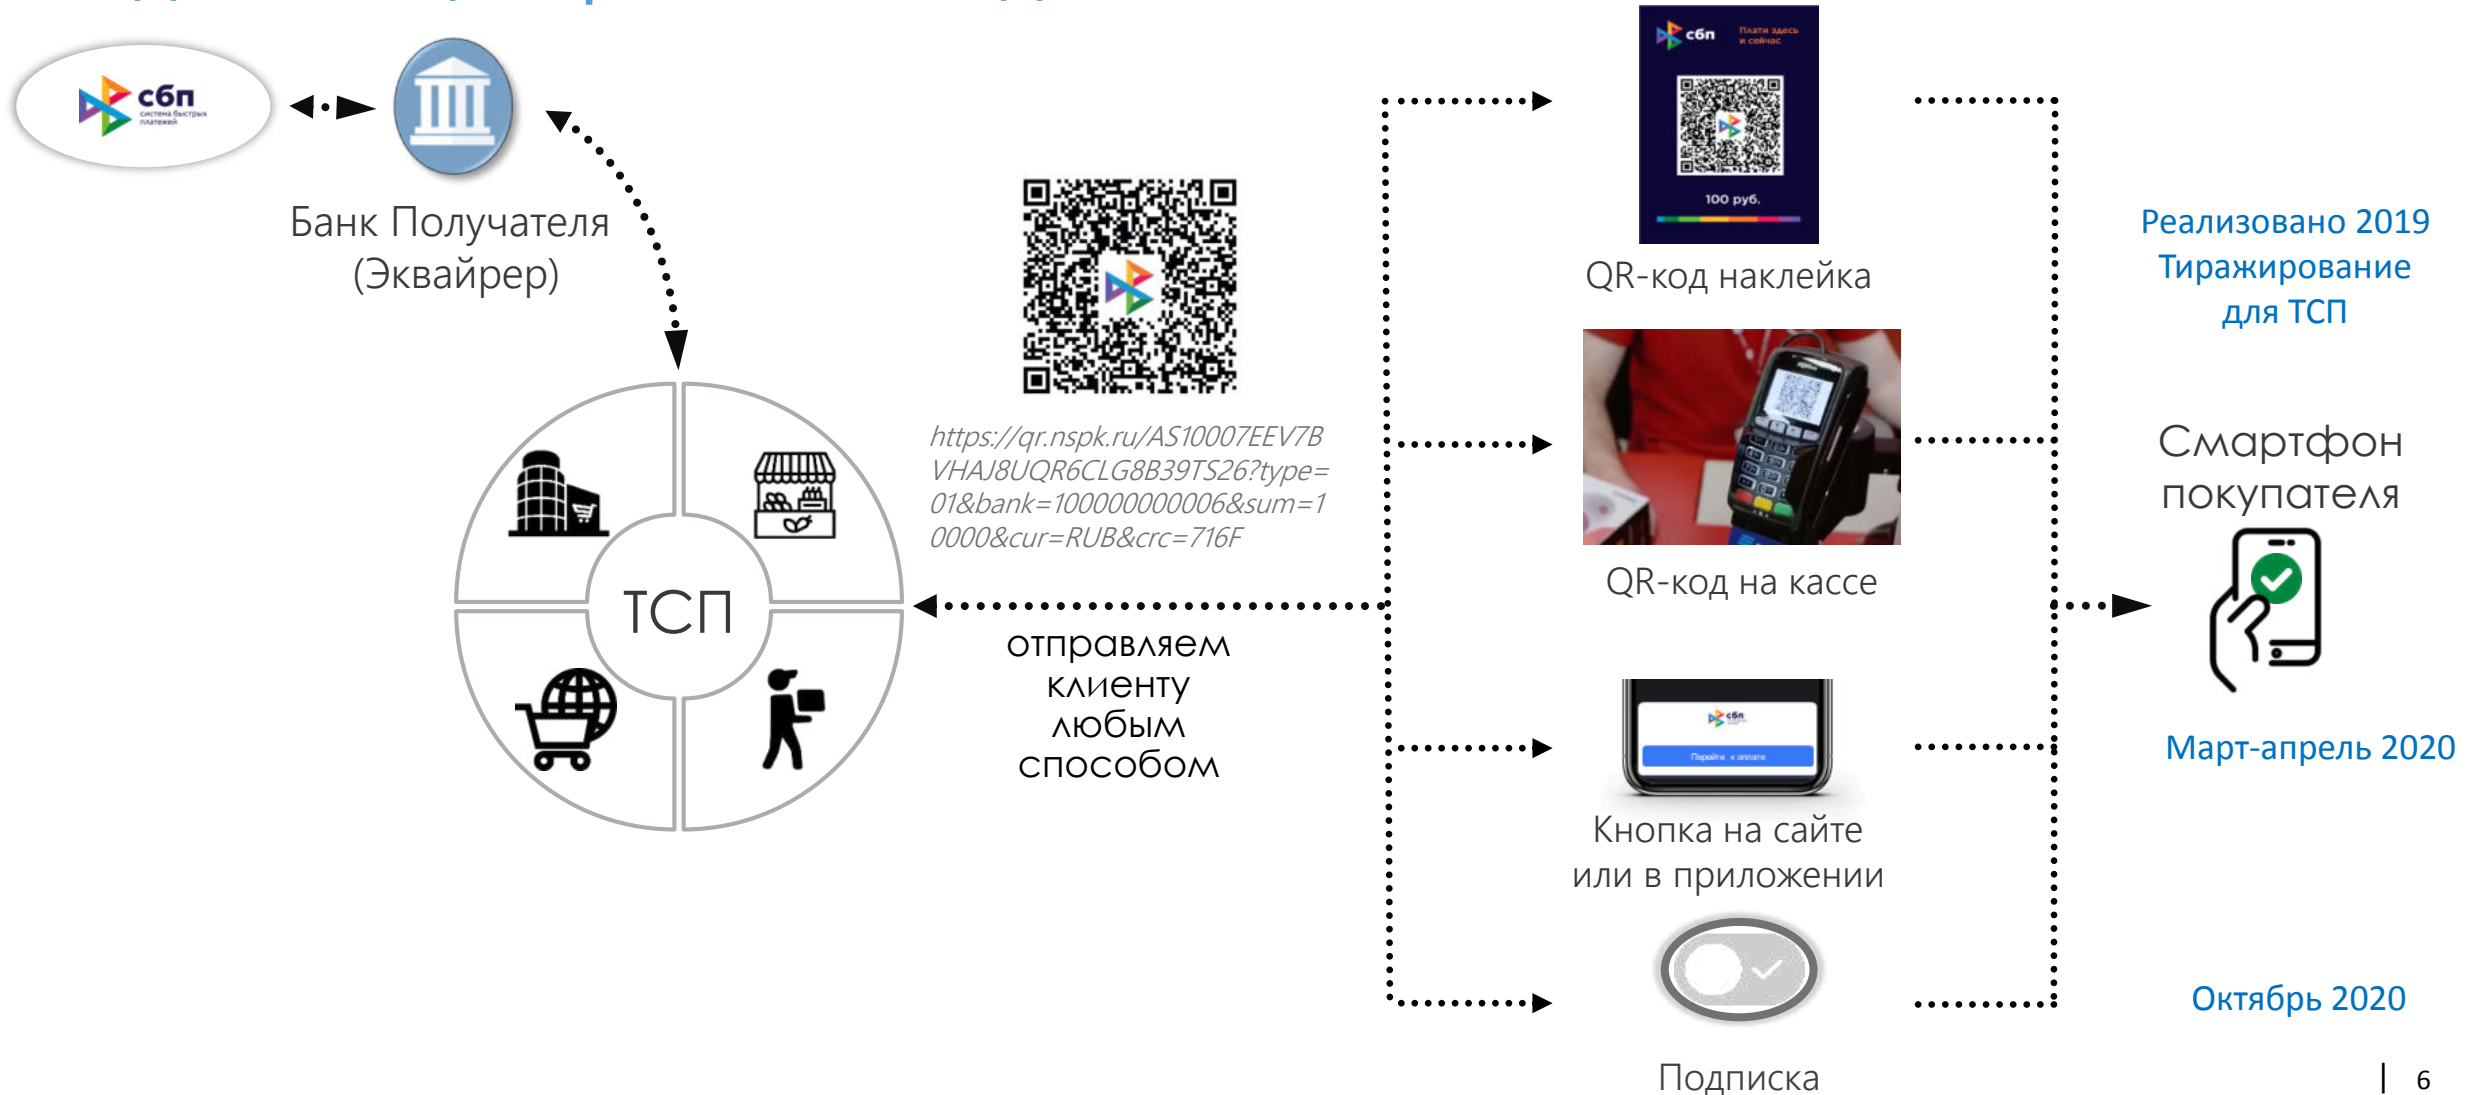 сбп
система быстрых
платежей
Банк Получателя
(Эквайрер)
ТСП
https://qr.nspk.ru/AS10007EEV7B
VHAJ8UQR6CLG8B39TS26?type=
01&bank=100000000006&sum=1
0000&cur=RUB&crc=716F
отправляем
клиенту
любым
способом
сбп
Плати здесь
и сейчас
100 руб.
QR-код наклейка
QR-код на кассе
сбп
Перейти к оплате
Кнопка на сайте
или в приложении
Подписка
Реализовано 2019
Тиражирование
для ТСП
Смартфон
покупателя
Март-апрель 2020
Октябрь 2020
6